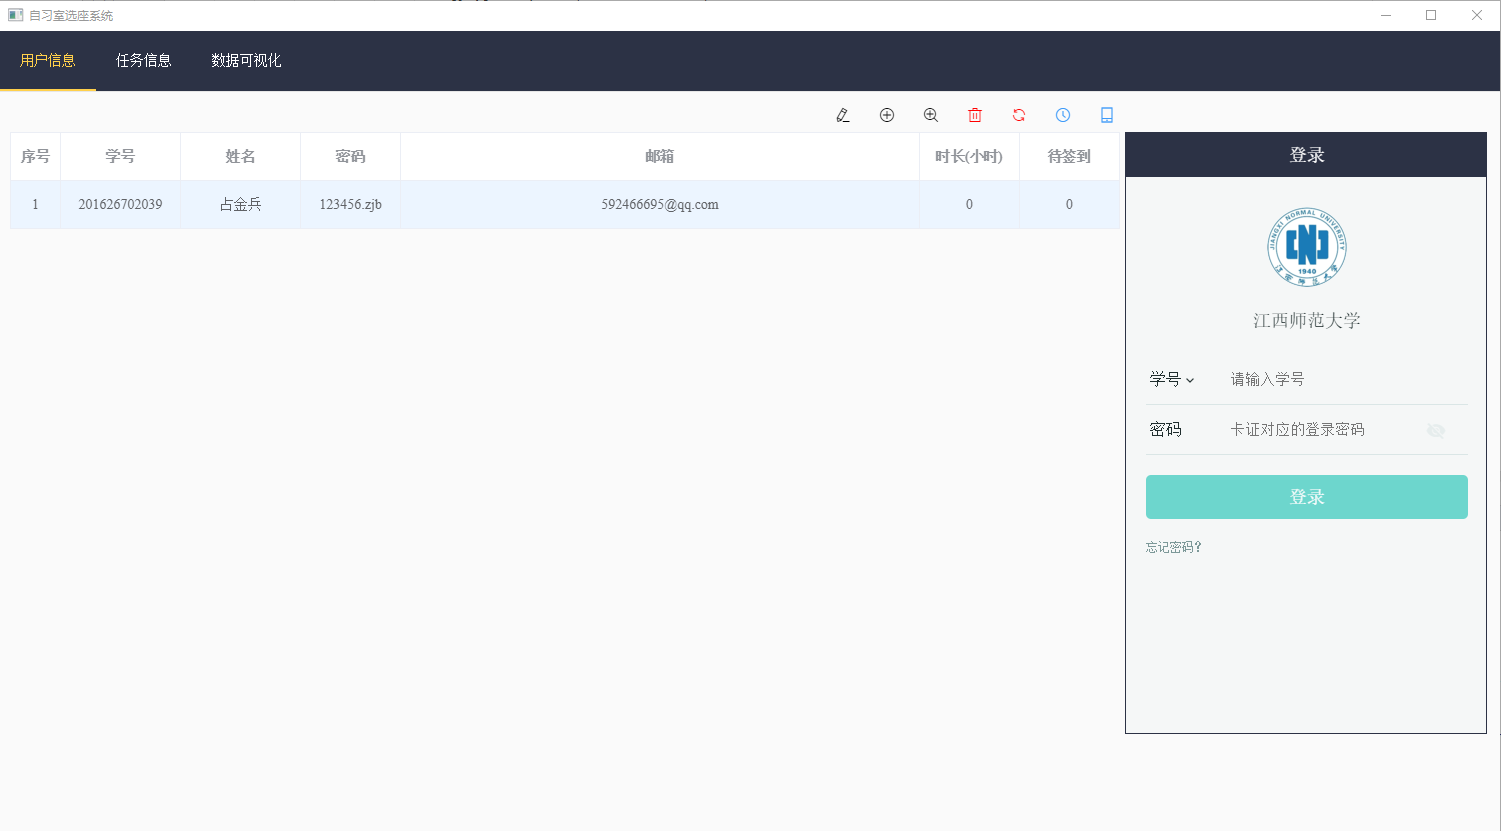 自习室选座系统
用户信息 任务信息 数据可视化
序号 学号 姓名 密码 邮箱 时长(小时) 待签到
1 201626702039 占金兵 123456.zjb 592466695@qq.com 0 0
登录
JIANGXI NORMAL UNIVERSITY
1940
江西师范大学
江西师范大学
学号 请输入学号
密码 卡证对应的登录密码
登录
忘记密码?